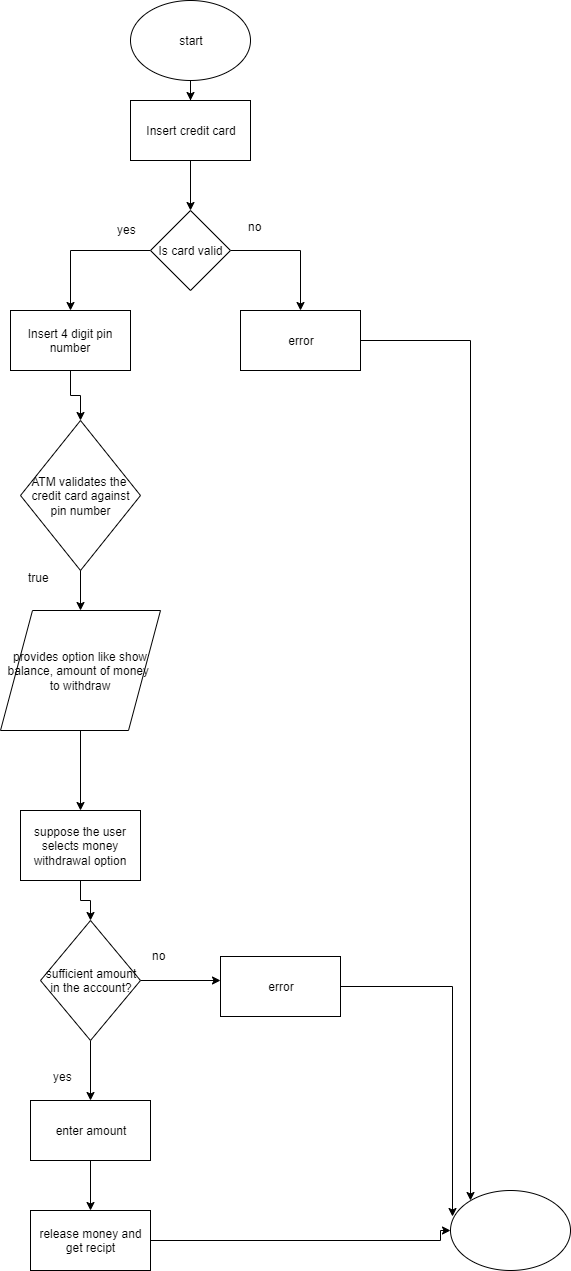 start
Insert credit card
yes
no
Is card valid
Insert 4 digit pin
number
error
ATM validates the
credit card against
pin number
true
provides option like show
balance, amount of money
to withdraw
suppose the user
selects money
withdrawal option
no
sufficient amount
in the account?
error
yes
enter amount
release money and
get recipt